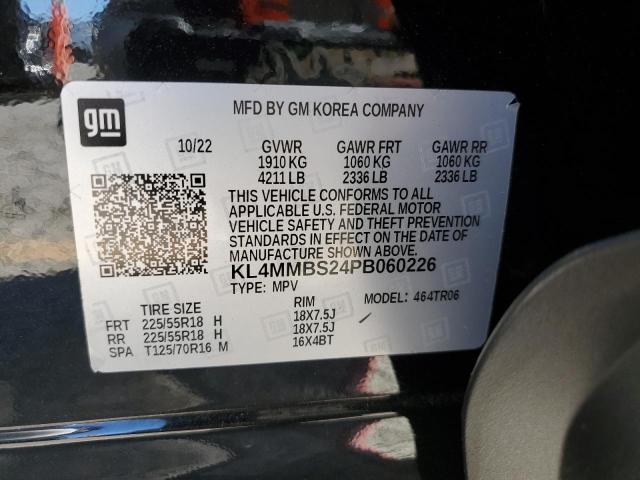 gm
MFD BY GM KOREA COMPANY
10/22 GVWR GAWR FRT GAWR RR
1910 KG 1060 KG 1060 KG
4211 LB 2336 LB 2336 LB
THIS VEHICLE CONFORMS TO ALL
APPLICABLE U.S. FEDERAL MOTOR
VEHICLE SAFETY AND THEFT PREVENTION
STANDARDS IN EFFECT ON THE DATE OF
MANUFACTURE SHOWN ABOVE.
KL4MMBS24PB060226
TYPE: MPV MODEL: 464TR06
TIRE SIZE RIM
FRT 225/55R18 H 18X7.5J
RR 225/55R18 H 18X7.5J
SPA T125/70R16 M 16X4BT